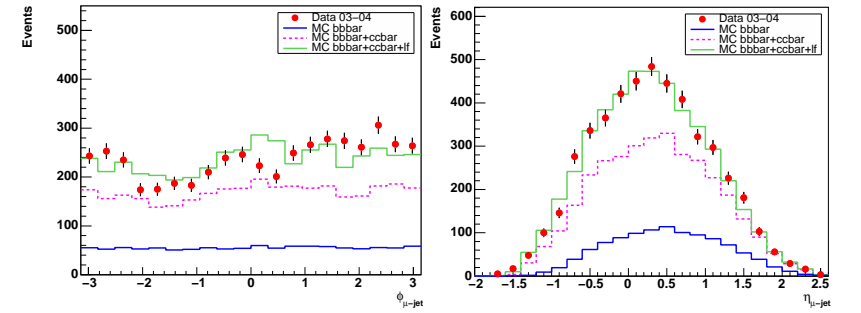 Events
500
400
300
200
100
0
Data 03-04
MC bbbar
MC bbbar+ccbar
MC bbbar+ccbar+lf
-3 -2 -1 0 1 2 3
ϕμ-jet
Events
600
500
400
300
200
100
0
Data 03-04
MC bbbar
MC bbbar+ccbar
MC bbbar+ccbar+lf
-2 -1.5 -1 -0.5 0 0.5 1 1.5 2 2.5
ημ-jet